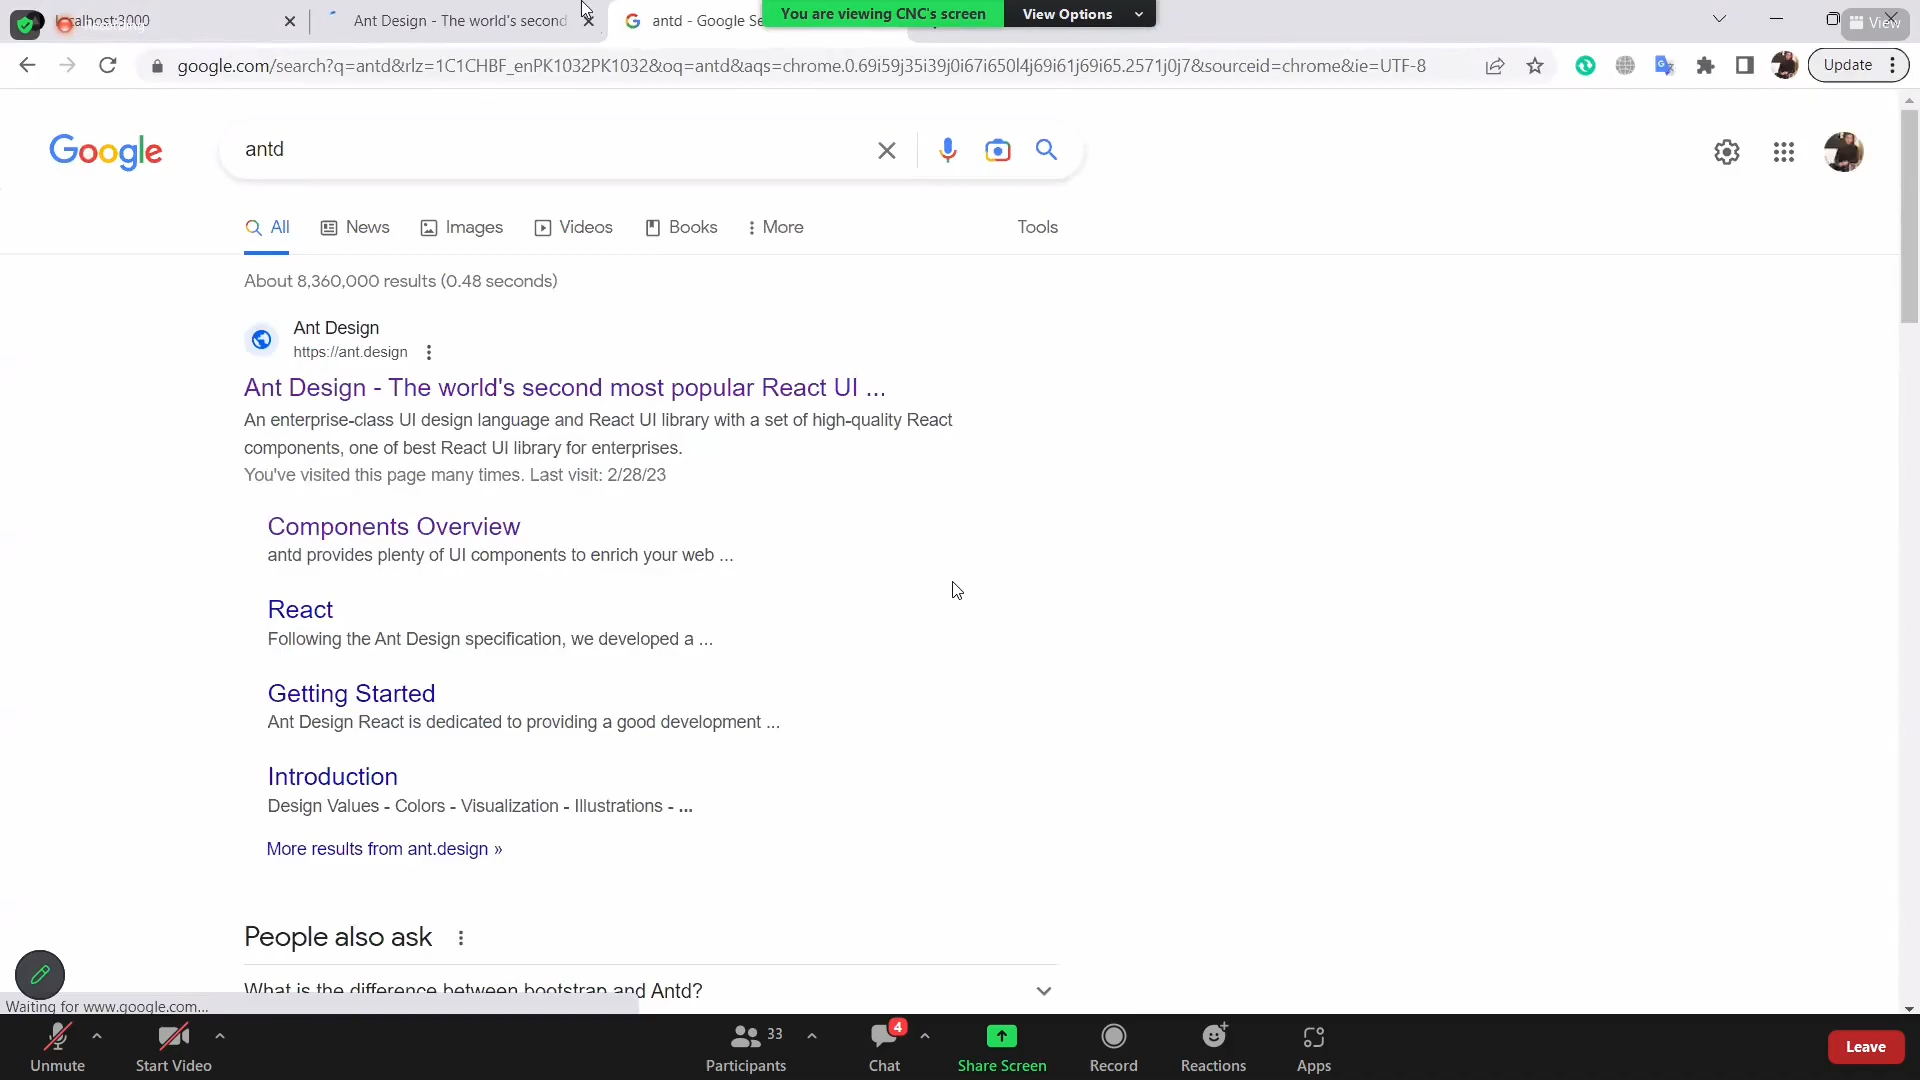 localhost:3000
Ant Design - The world's second
antd - Google Se
You are viewing CNC's screen
View Options
View
google.com/search?q=antd&rlz=1C1CHBF_enPK1032PK1032&oq=antd&aqs=chrome.0.69i59j35i39j0i67i650l4j69i61j69i65.2571j0j7&sourceid=chrome&ie=UTF-8
Update
Google
antd
All
News
Images
Videos
Books
More
Tools
About 8,360,000 results (0.48 seconds)
Ant Design
https://ant.design
Ant Design - The world's second most popular React UI ...
An enterprise-class UI design language and React UI library with a set of high-quality React
components, one of best React UI library for enterprises.
You've visited this page many times. Last visit: 2/28/23
Components Overview
antd provides plenty of UI components to enrich your web ...
React
Following the Ant Design specification, we developed a ...
Getting Started
Ant Design React is dedicated to providing a good development ...
Introduction
Design Values - Colors - Visualization - Illustrations - ...
More results from ant.design »
People also ask
What is the difference between bootstrap and Antd?
Waiting for www.google.com...
Unmute
Start Video
33
Participants
4
Chat
Share Screen
Record
Reactions
Apps
Leave